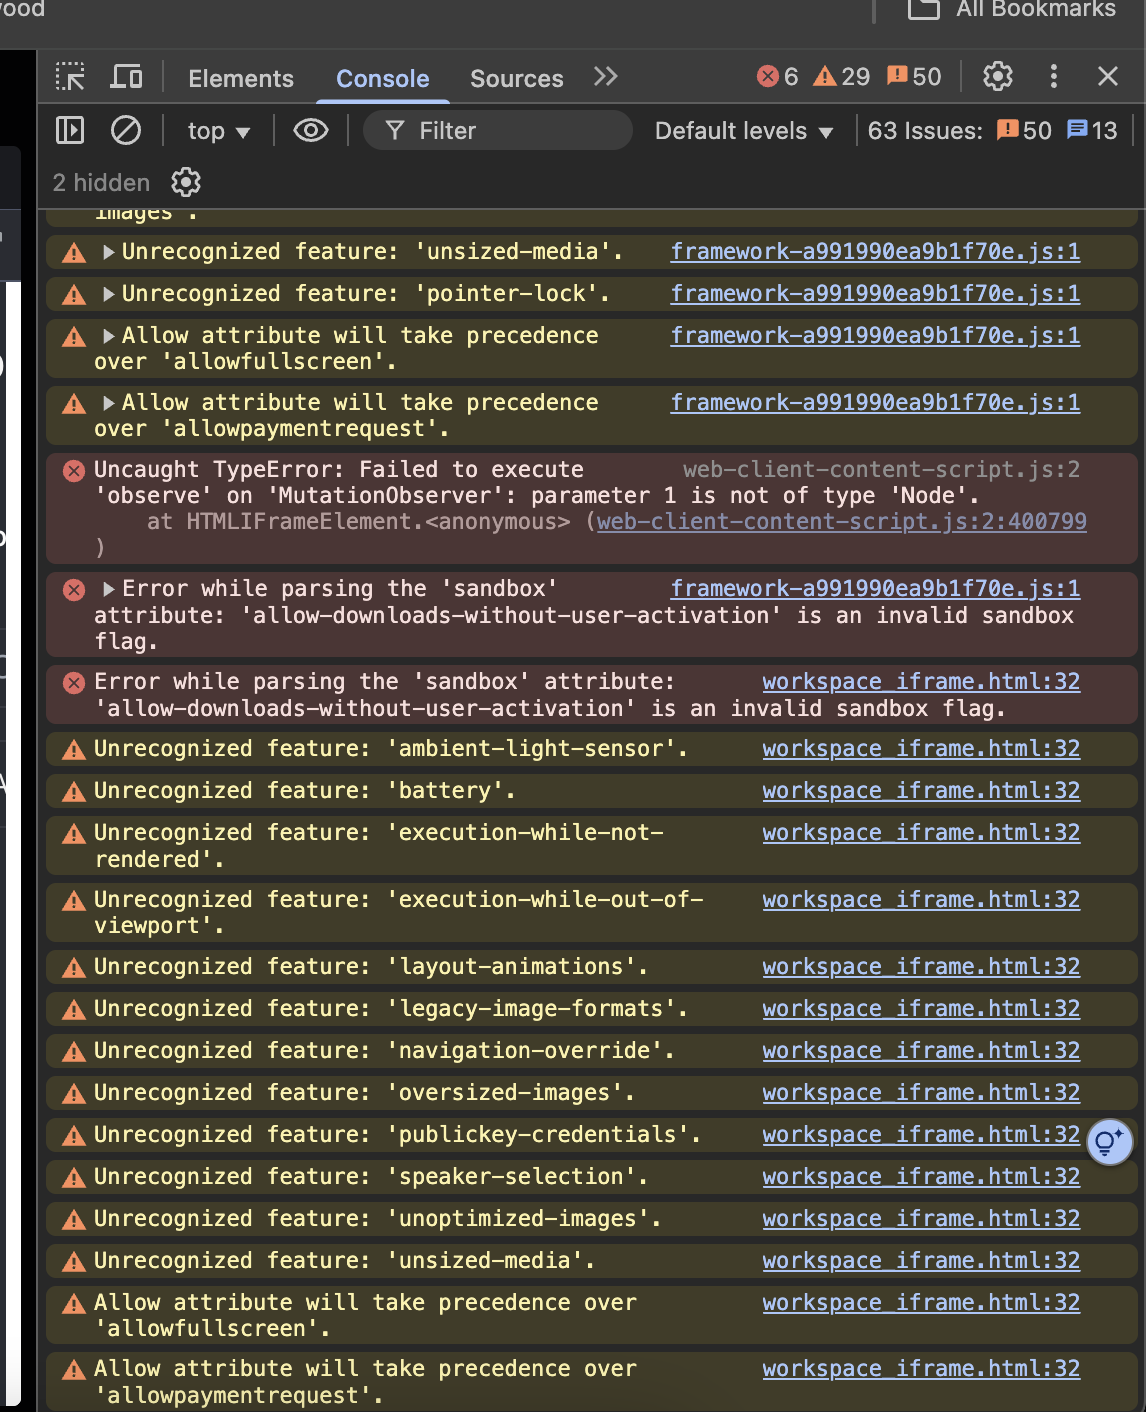 ood
All Bookmarks
Elements Console Sources 6 29 50
top Filter Default levels 63 Issues: 50 13
2 hidden
images'.
Unrecognized feature: 'unsized-media'. framework-a991990ea9b1f70e.js:1
Unrecognized feature: 'pointer-lock'. framework-a991990ea9b1f70e.js:1
Allow attribute will take precedence framework-a991990ea9b1f70e.js:1
over 'allowfullscreen'.
Allow attribute will take precedence framework-a991990ea9b1f70e.js:1
over 'allowpaymentrequest'.
Uncaught TypeError: Failed to execute web-client-content-script.js:2
'observe' on 'MutationObserver': parameter 1 is not of type 'Node'.
at HTMLIFrameElement.<anonymous> (web-client-content-script.js:2:400799
)
Error while parsing the 'sandbox' framework-a991990ea9b1f70e.js:1
attribute: 'allow-downloads-without-user-activation' is an invalid sandbox
flag.
Error while parsing the 'sandbox' attribute: workspace_iframe.html:32
'allow-downloads-without-user-activation' is an invalid sandbox flag.
Unrecognized feature: 'ambient-light-sensor'. workspace_iframe.html:32
Unrecognized feature: 'battery'. workspace_iframe.html:32
Unrecognized feature: 'execution-while-not- workspace_iframe.html:32
rendered'.
Unrecognized feature: 'execution-while-out-of- workspace_iframe.html:32
viewport'.
Unrecognized feature: 'layout-animations'. workspace_iframe.html:32
Unrecognized feature: 'legacy-image-formats'. workspace_iframe.html:32
Unrecognized feature: 'navigation-override'. workspace_iframe.html:32
Unrecognized feature: 'oversized-images'. workspace_iframe.html:32
Unrecognized feature: 'publickey-credentials'. workspace_iframe.html:32
Unrecognized feature: 'speaker-selection'. workspace_iframe.html:32
Unrecognized feature: 'unoptimized-images'. workspace_iframe.html:32
Unrecognized feature: 'unsized-media'. workspace_iframe.html:32
Allow attribute will take precedence over workspace_iframe.html:32
'allowfullscreen'.
Allow attribute will take precedence over workspace_iframe.html:32
'allowpaymentrequest'.